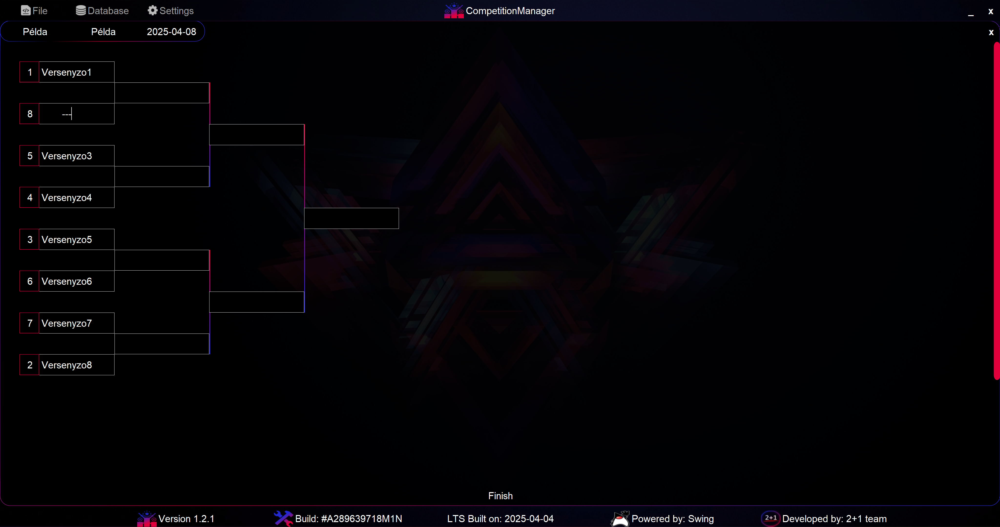 File Database Settings CompetitionManager _ x
Példa Példa 2025-04-08 x
1 Versenyzo1
8 ---
5 Versenyzo3
4 Versenyzo4
3 Versenyzo5
6 Versenyzo6
7 Versenyzo7
2 Versenyzo8
Finish
Version 1.2.1 Build: #A289639718M1N LTS Built on: 2025-04-04 Powered by: Swing 2+1 Developed by: 2+1 team